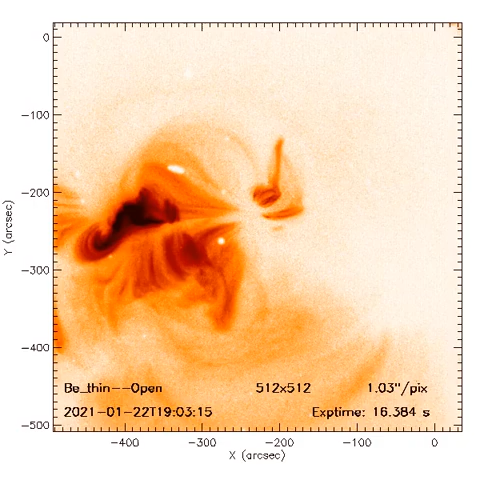 0
−100
−200
−300
−400
−500
Y (arcsec)
Be_thin--Open 512x512 1.03"/pix
2021-01-22T19:03:15 Exptime: 16.384 s
−400 −300 −200 −100 0
X (arcsec)